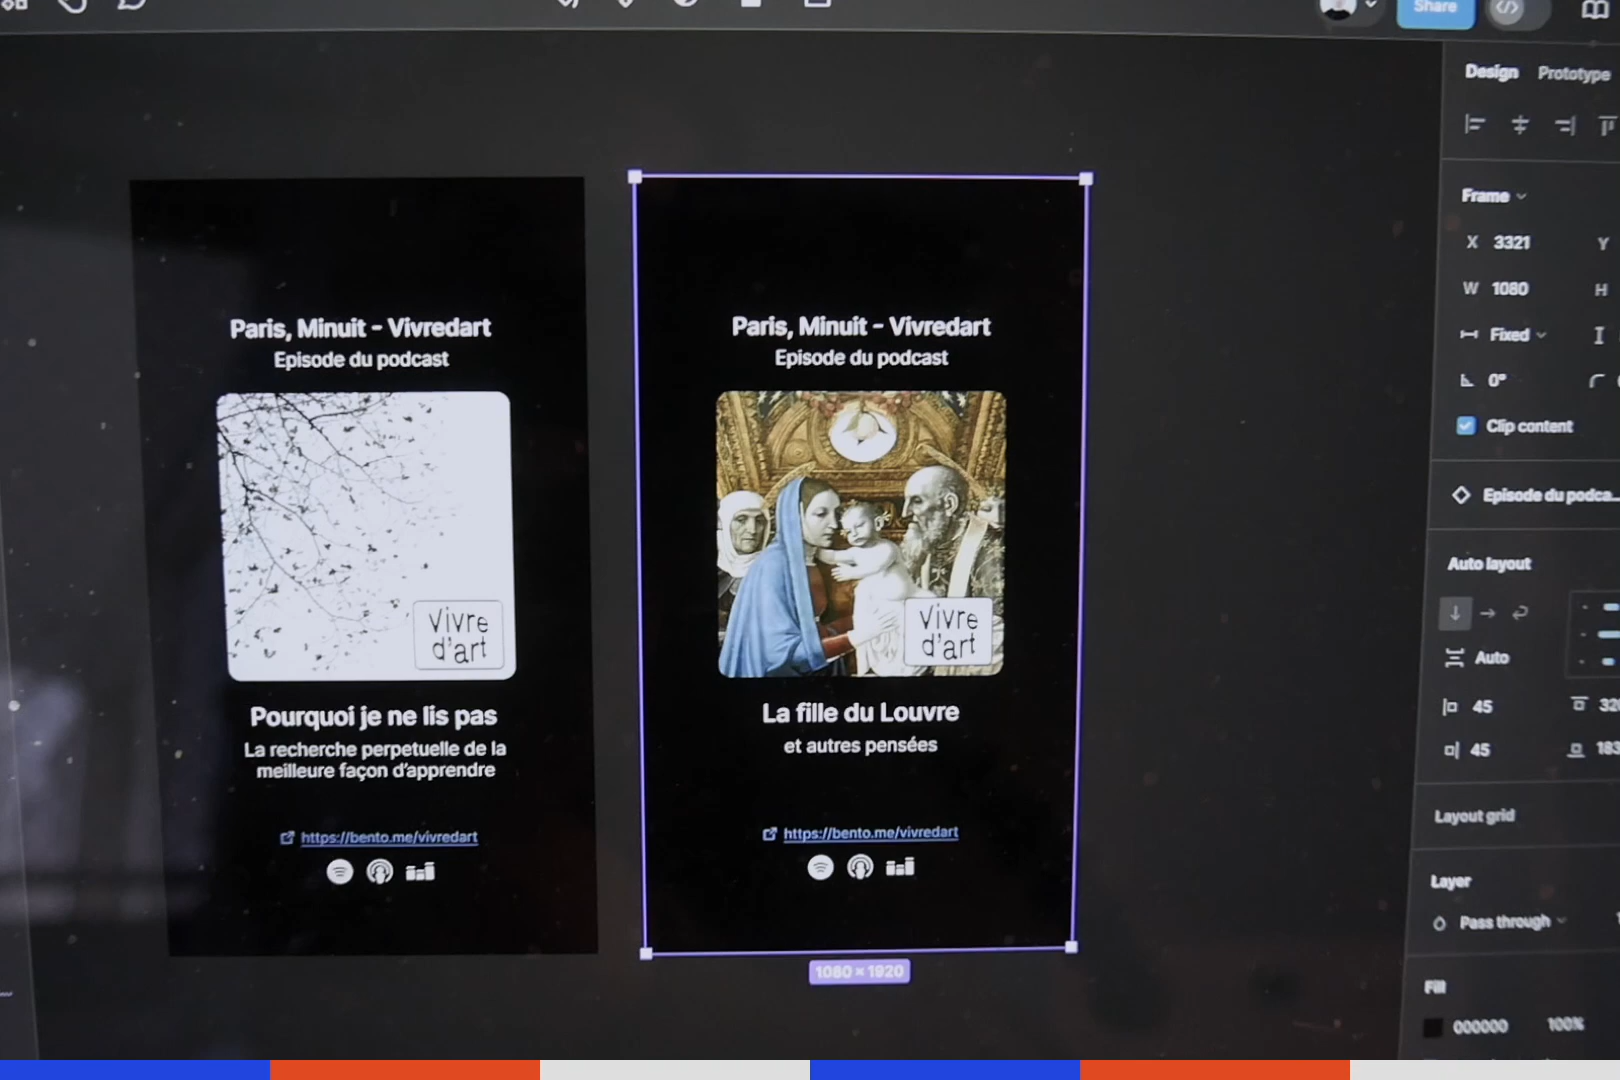 Share
Design Prototype
Paris, Minuit - Vivredart
Episode du podcast
Vivre
d'art
Pourquoi je ne lis pas
La recherche perpetuelle de la
meilleure façon d'apprendre
https://bento.me/vivredart
Paris, Minuit - Vivredart
Episode du podcast
Vivre
d'art
La fille du Louvre
et autres pensées
https://bento.me/vivredart
1080 × 1920
Frame
X 3321 Y
W 1080 H
Fixed
0°
Clip content
Episode du podca...
Auto layout
Auto
45
45 183
Layout grid
Layer
Pass through
Fill
000000 100%